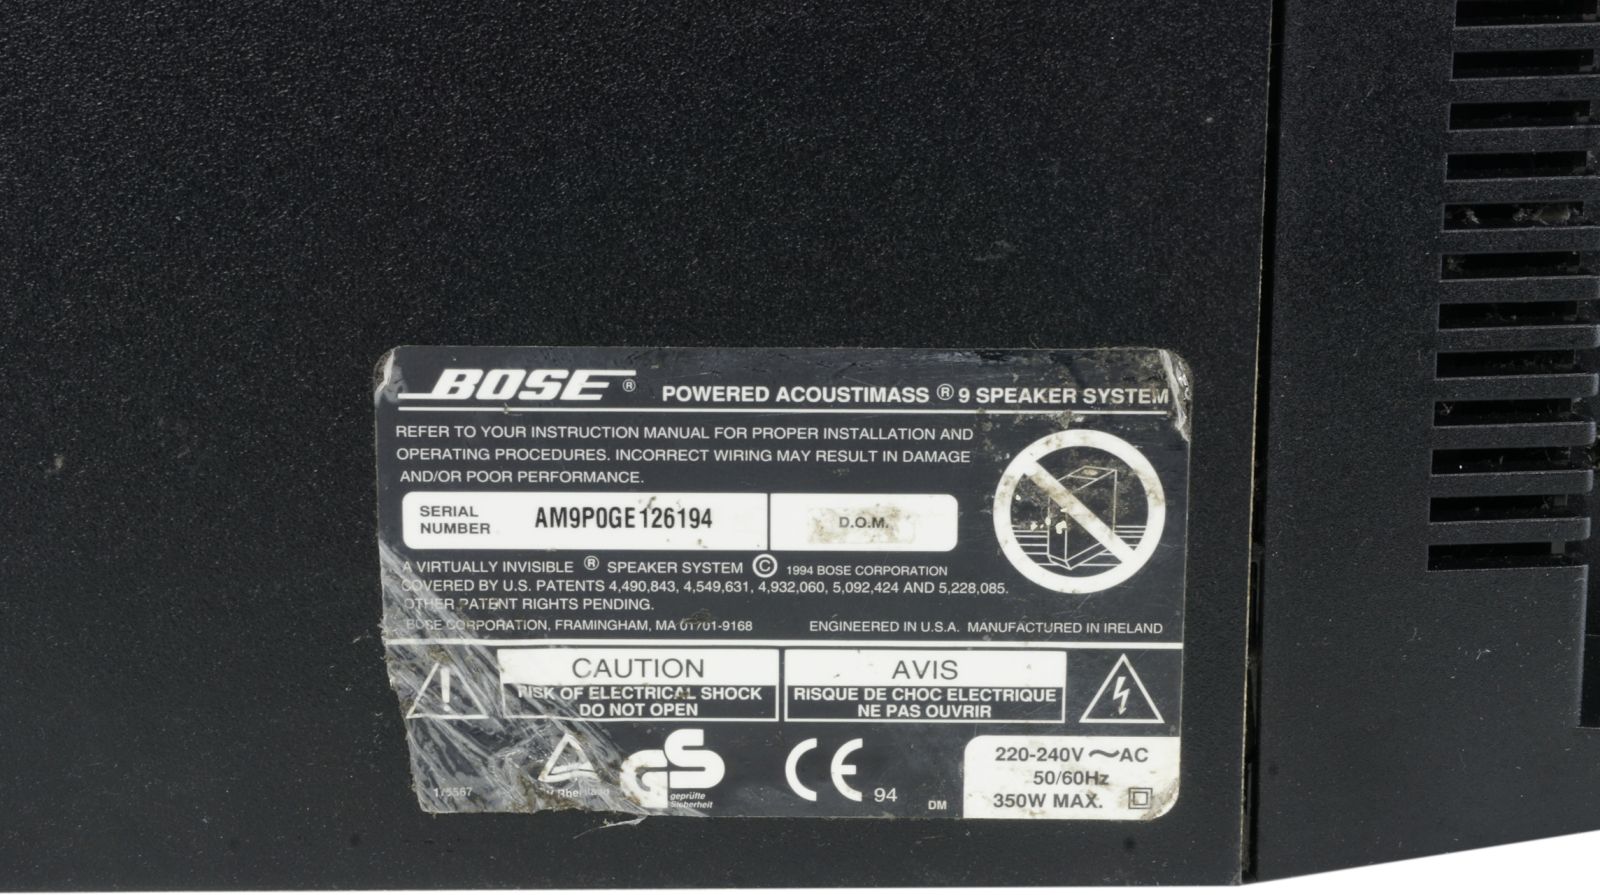 BOSE ®
POWERED ACOUSTIMASS ® 9 SPEAKER SYSTEM
REFER TO YOUR INSTRUCTION MANUAL FOR PROPER INSTALLATION AND
OPERATING PROCEDURES. INCORRECT WIRING MAY RESULT IN DAMAGE
AND/OR POOR PERFORMANCE.
SERIAL
NUMBER
AM9P0GE126194
D.O.M.
A VIRTUALLY INVISIBLE ® SPEAKER SYSTEM © 1994 BOSE CORPORATION
COVERED BY U.S. PATENTS 4,490,843, 4,549,631, 4,932,060, 5,092,424 AND 5,228,085.
OTHER PATENT RIGHTS PENDING.
BOSE CORPORATION, FRAMINGHAM, MA 01701-9168
ENGINEERED IN U.S.A. MANUFACTURED IN IRELAND
CAUTION
RISK OF ELECTRICAL SHOCK
DO NOT OPEN
AVIS
RISQUE DE CHOC ELECTRIQUE
NE PAS OUVRIR
Rheinland
GS
geprüfte
Sicherheit
CE 94
DM
220-240V ~ AC
50/60Hz
350W MAX.